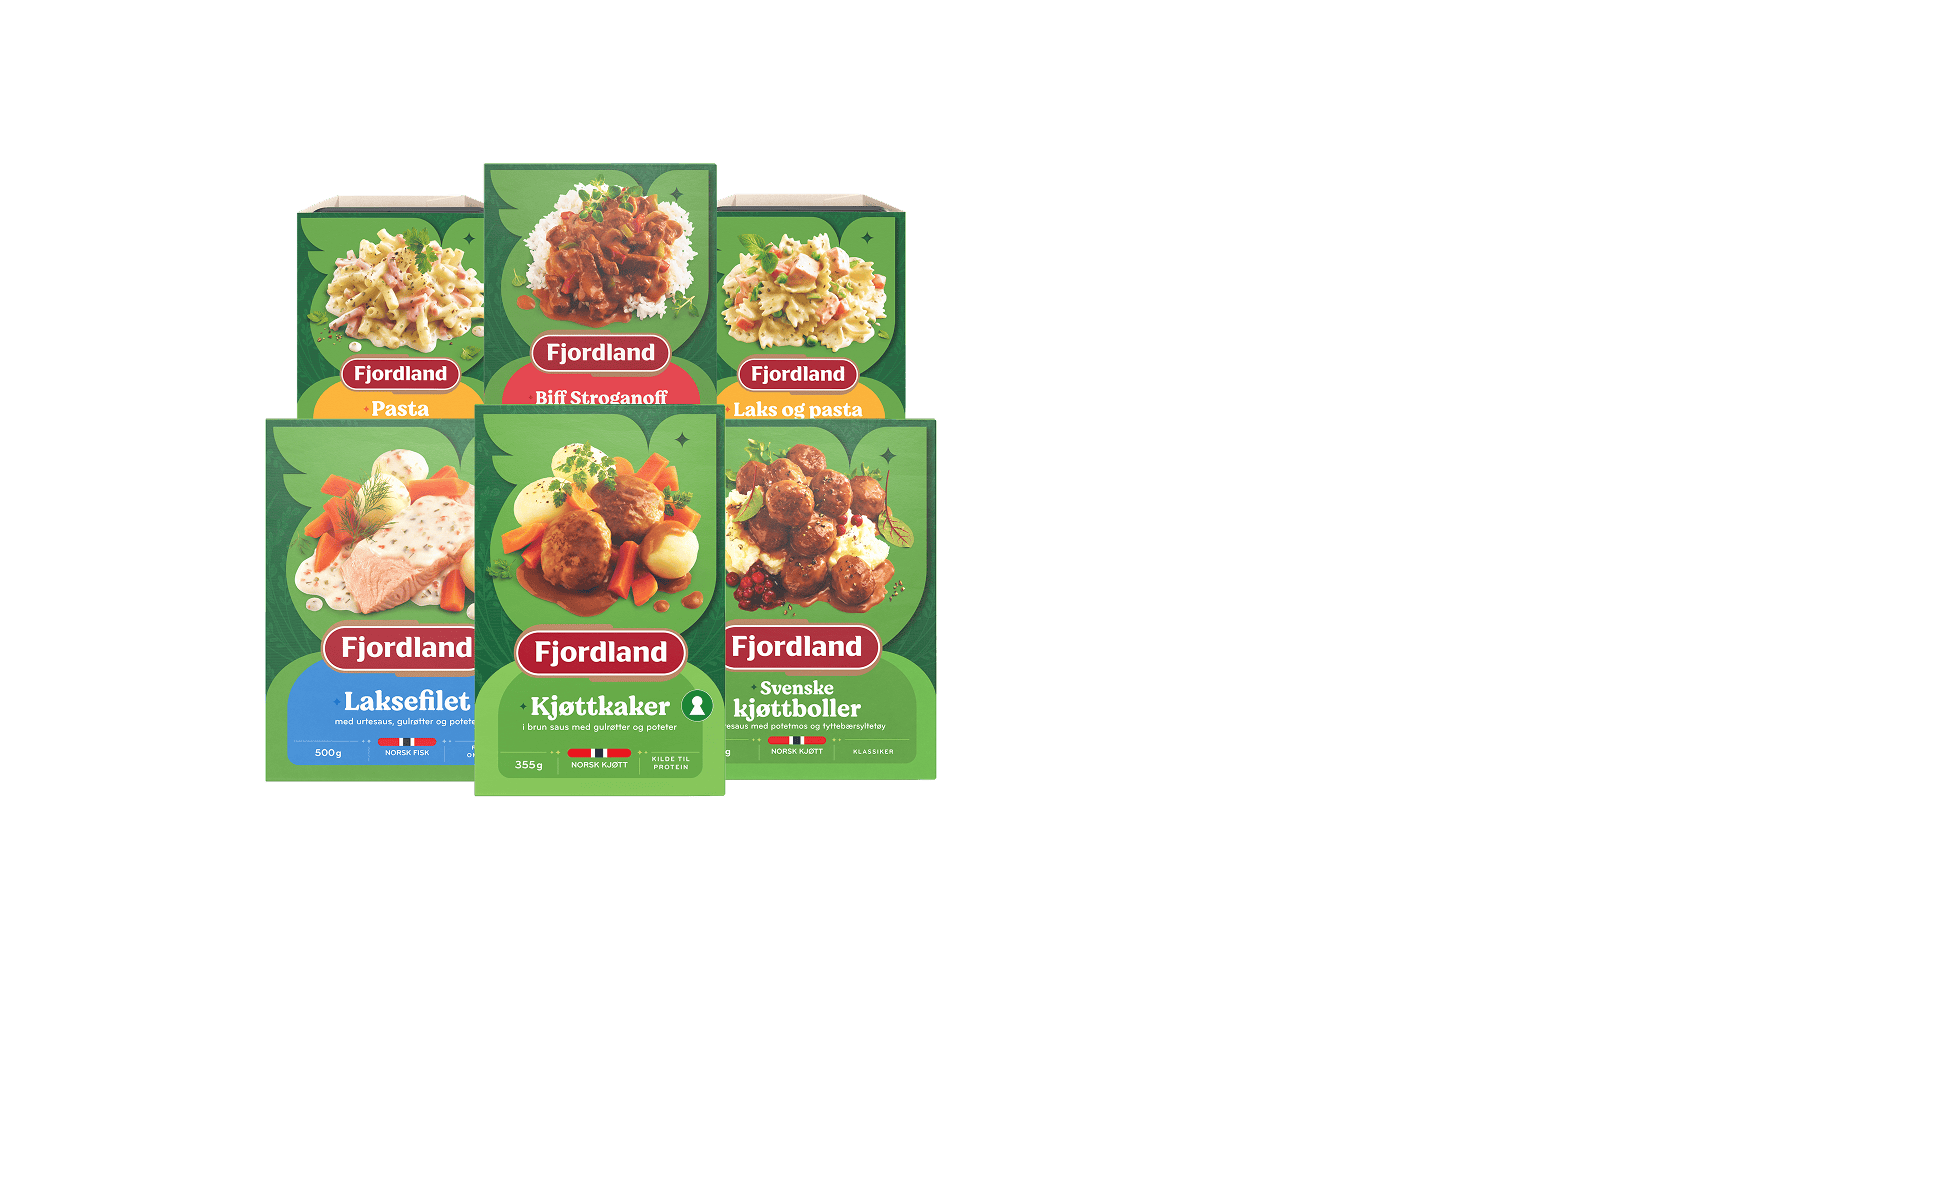 Fjordland
Pasta
Fjordland
Biff Stroganoff
Fjordland
Laks og pasta
Fjordland
Laksefilet
med urtesaus, gulrøtter og
500g
NORSK FISK
Fjordland
Kjøttkaker
i brun saus med gulrøtter og poteter
355g
NORSK KJØTT
KILDE TIL
PROTEIN
Fjordland
Svenske
kjøttboller
med potetmos og tyttebærsyltetøy
g
NORSK KJØTT
KLASSIKER